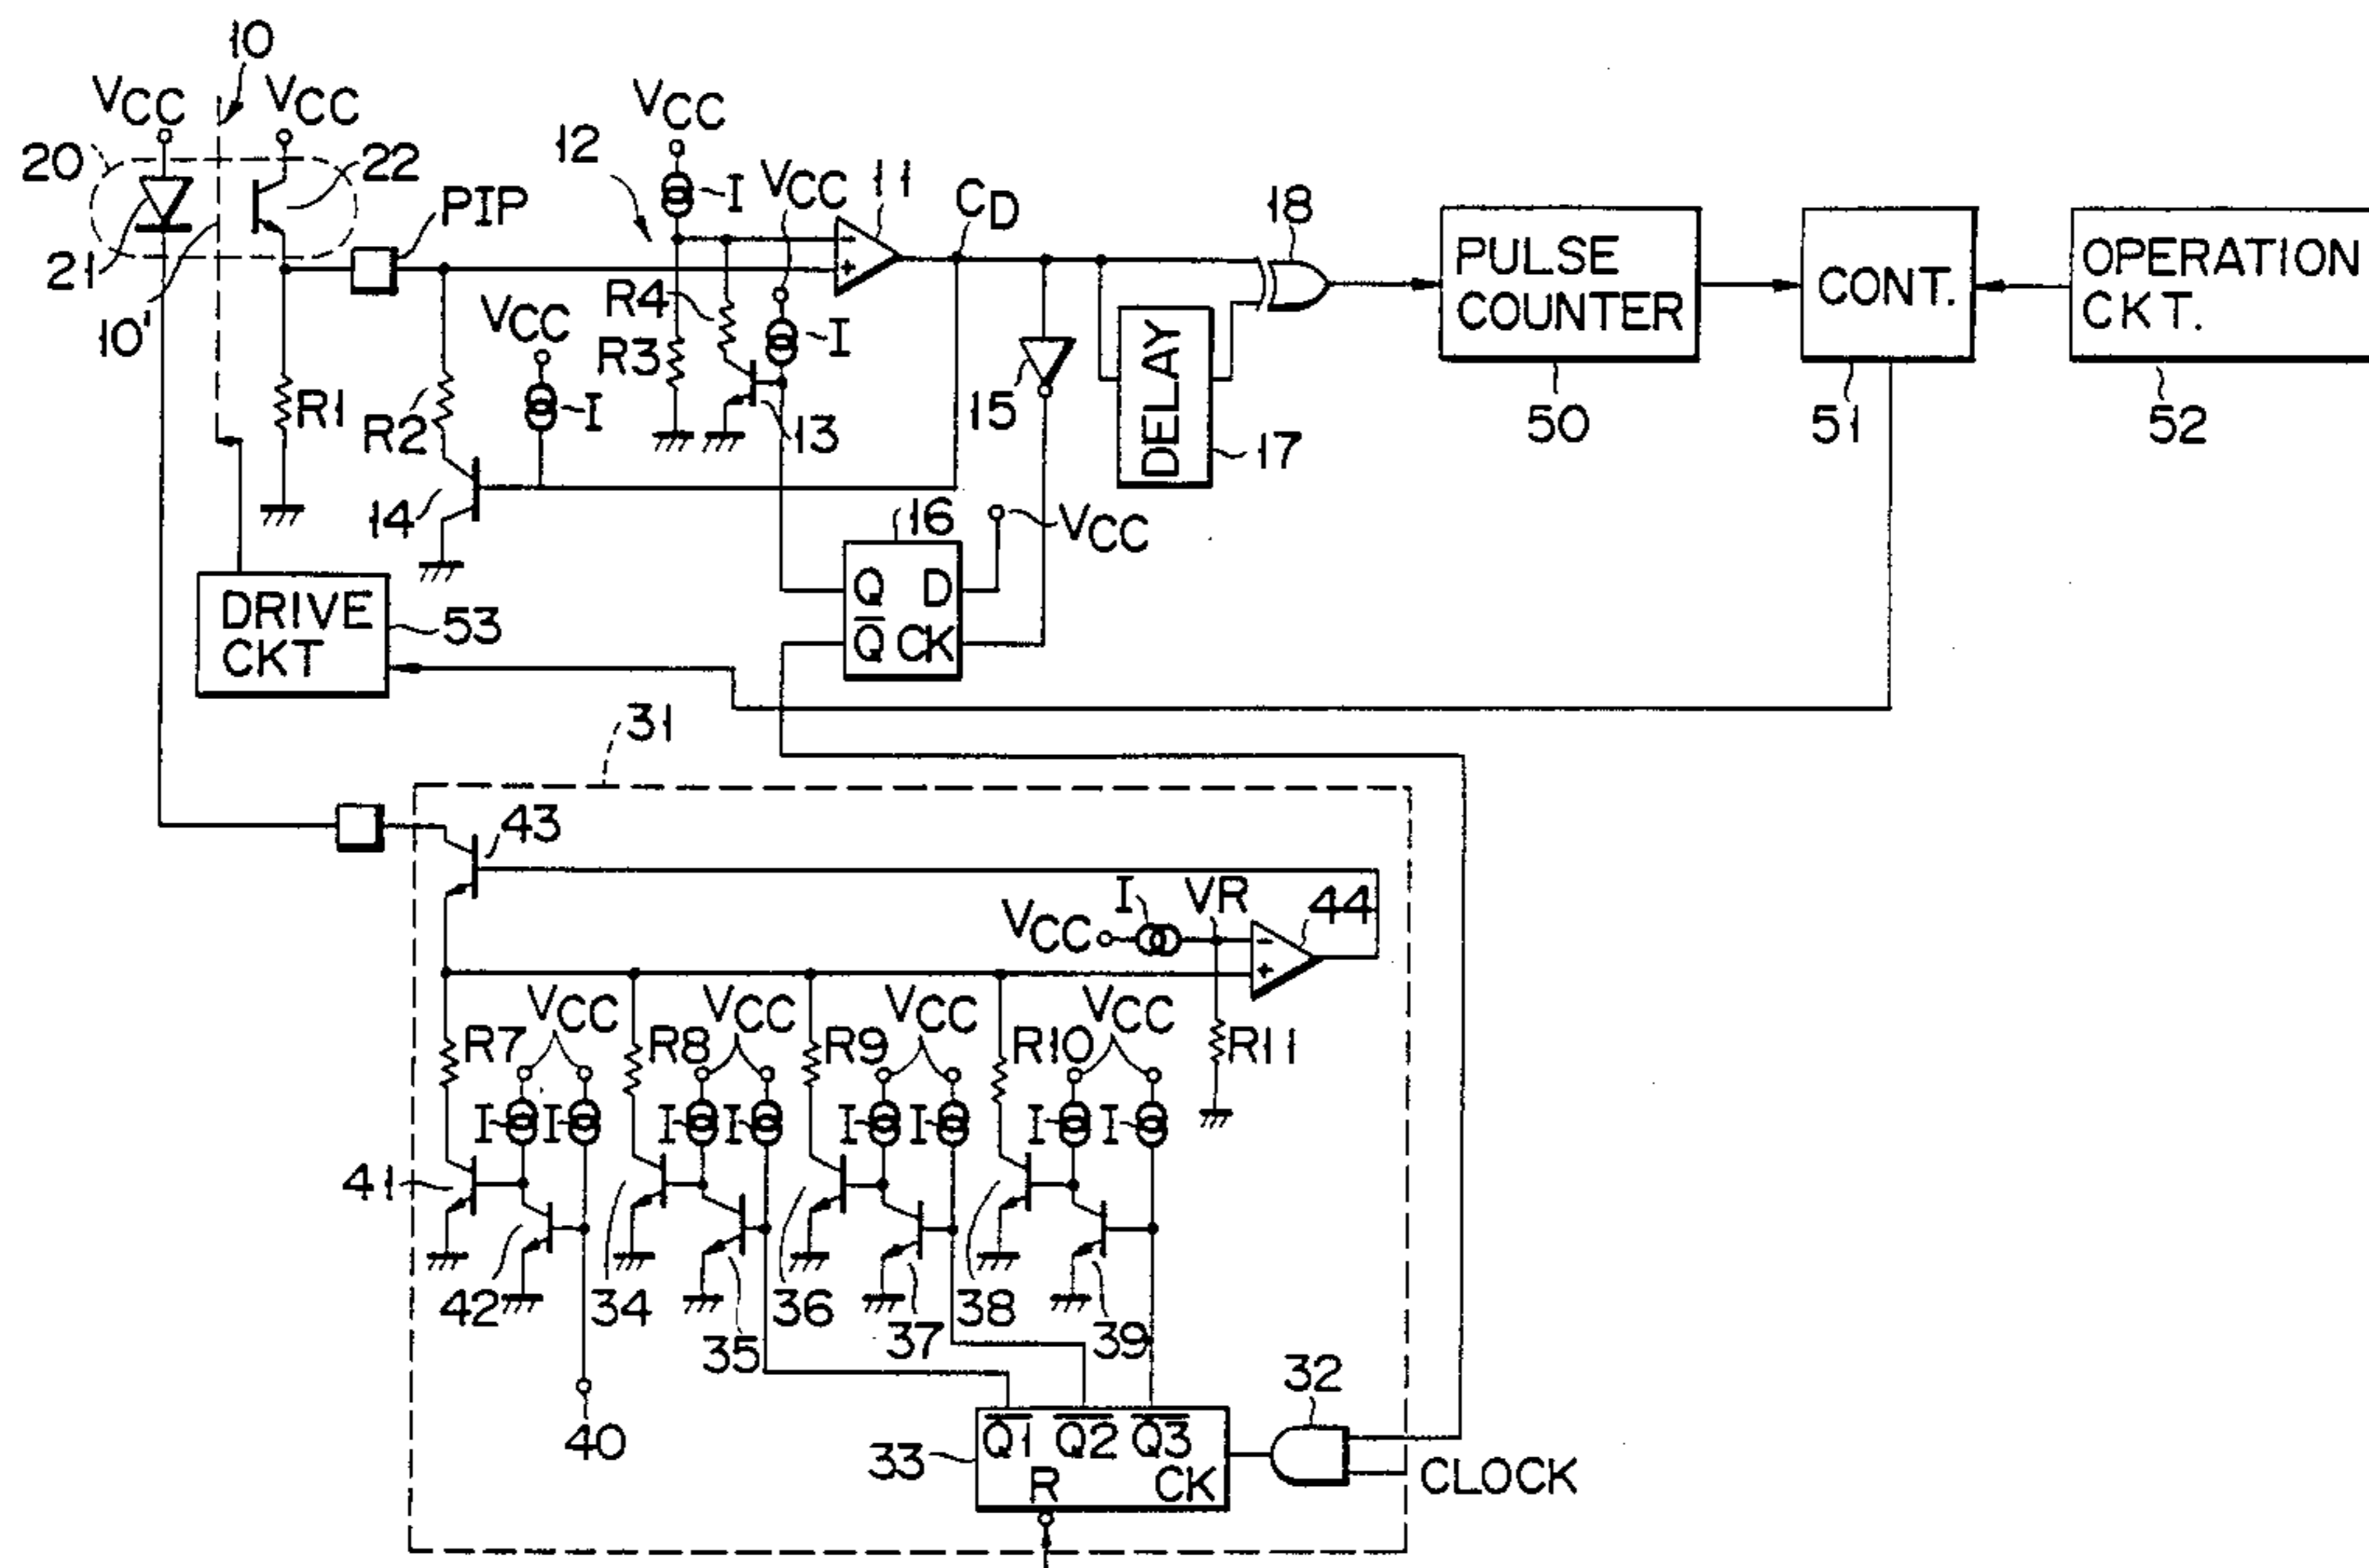 10
VCC
VCC
VCC
20
22
12
I
VCC
11
CD
18
PIP
21
10'
R4
R3
I
VCC
I
R1
R2
14
13
15
DELAY
17
PULSE
COUNTER
50
CONT.
51
OPERATION
CKT.
52
16
VCC
Q
D
Q
CK
DRIVE
CKT
53
31
43
VCC
I
VR
44
-
+
R7
VCC
R8
VCC
R9
VCC
R10
VCC
R11
I
I
I
I
I
I
I
I
41
42
34
35
36
37
38
39
40
33
Q1
Q2
Q3
R
CK
32
CLOCK